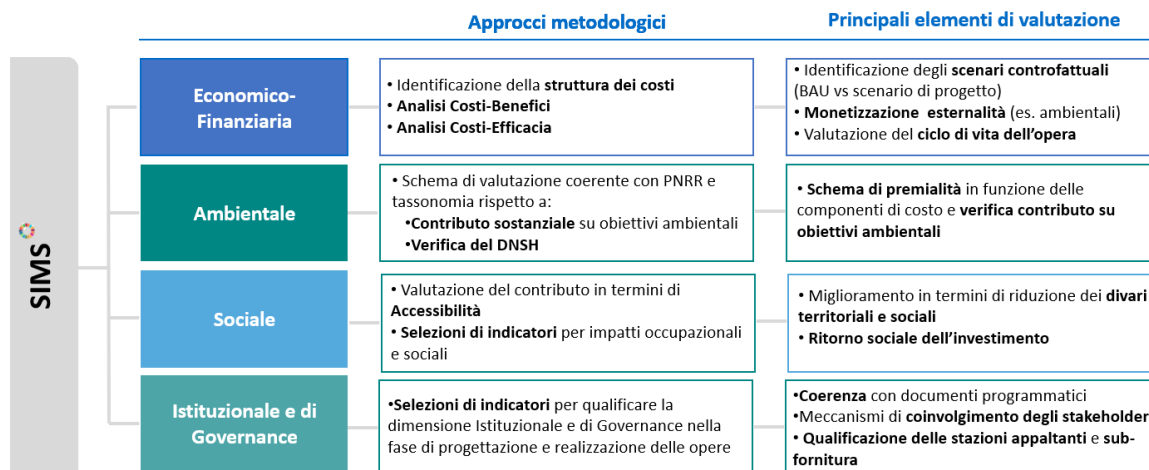 Approcci metodologici
Principali elementi di valutazione
SIMS
Economico-
Finanziaria
• Identificazione della struttura dei costi
• Analisi Costi-Benefici
• Analisi Costi-Efficacia
• Identificazione degli scenari controfattuali
(BAU vs scenario di progetto)
• Monetizzazione esternalità (es. ambientali)
• Valutazione del ciclo di vita dell'opera
Ambientale
• Schema di valutazione coerente con PNRR e
tassonomia rispetto a:
•Contributo sostanziale su obiettivi ambientali
•Verifica del DNSH
• Schema di premialità in funzione delle
componenti di costo e verifica contributo su
obiettivi ambientali
Sociale
• Valutazione del contributo in termini di
Accessibilità
• Selezioni di indicatori per impatti occupazionali
e sociali
• Miglioramento in termini di riduzione dei divari
territoriali e sociali
• Ritorno sociale dell'investimento
Istituzionale e di
Governance
•Selezioni di indicatori per qualificare la
dimensione Istituzionale e di Governance nella
fase di progettazione e realizzazione delle opere
•Coerenza con documenti programmatici
•Meccanismi di coinvolgimento degli stakeholder
• Qualificazione delle stazioni appaltanti e sub-
fornitura